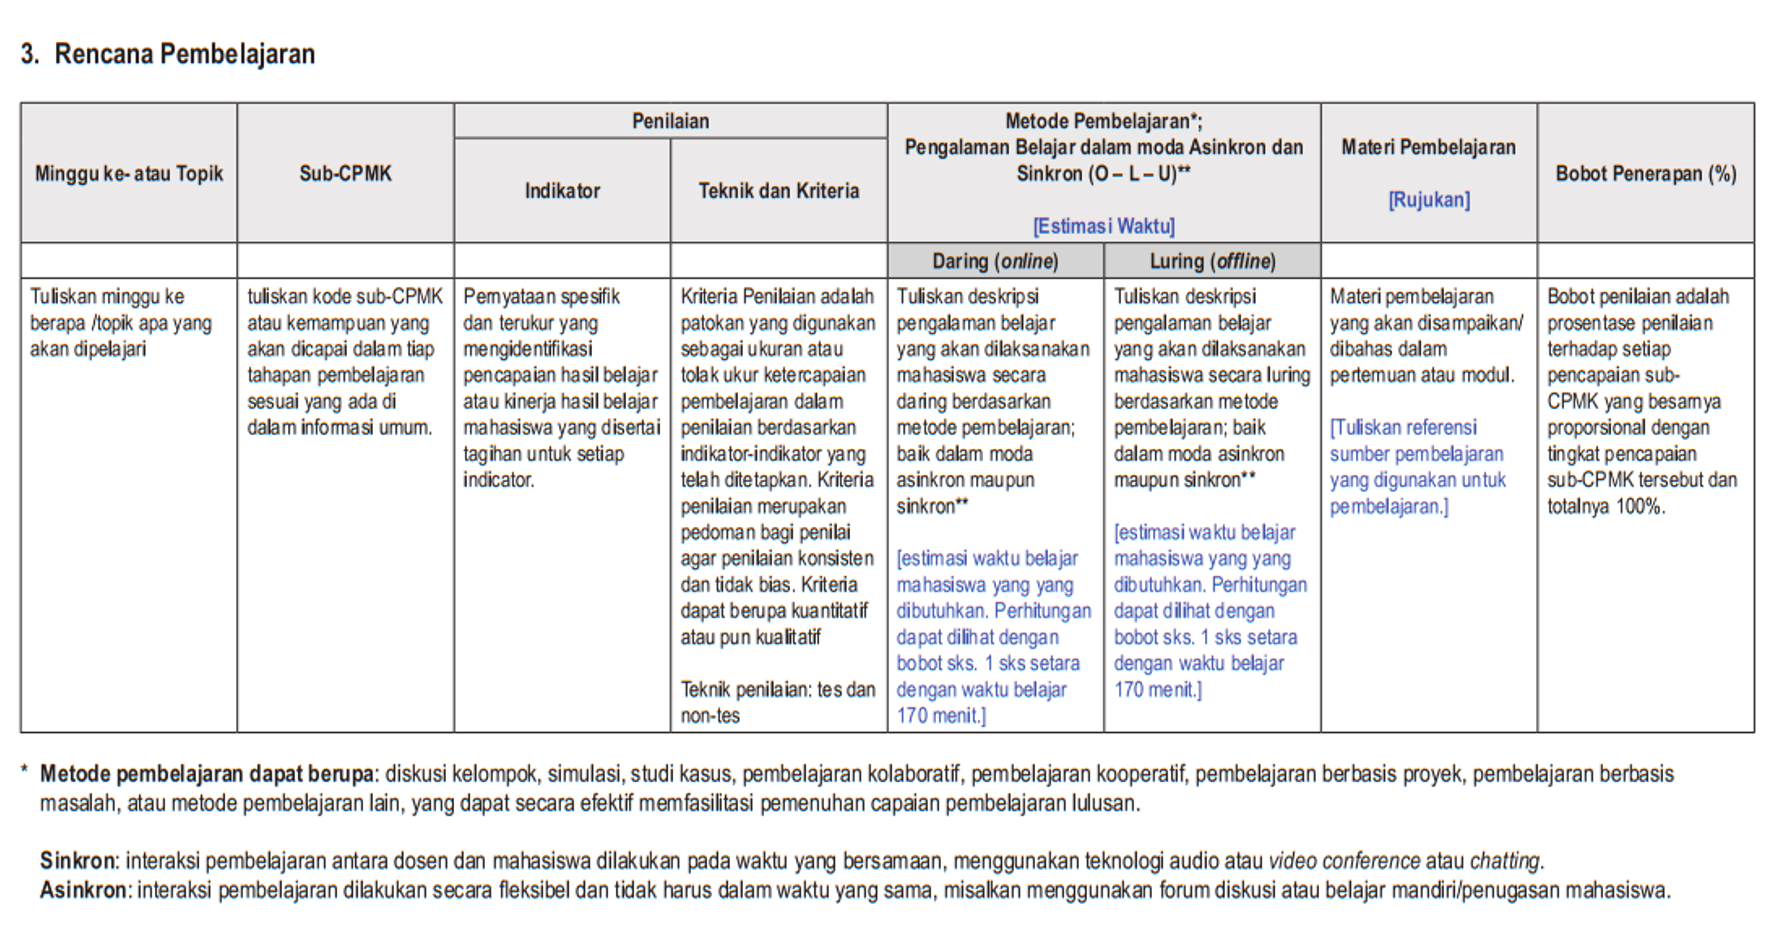 3. Rencana Pembelajaran
Minggu ke- atau Topik
Sub-CPMK
Penilaian
Indikator
Teknik dan Kriteria
Metode Pembelajaran*;
Pengalaman Belajar dalam moda Asinkron dan
Sinkron (O – L – U)**
[Estimasi Waktu]
Materi Pembelajaran
[Rujukan]
Bobot Penerapan (%)
Daring (online)
Luring (offline)
Tuliskan minggu ke
berapa /topik apa yang
akan dipelajari
tuliskan kode sub-CPMK
atau kemampuan yang
akan dicapai dalam tiap
tahapan pembelajaran
sesuai yang ada di
dalam informasi umum.
Pernyataan spesifik
dan terukur yang
mengidentifikasi
pencapaian hasil belajar
atau kinerja hasil belajar
mahasiswa yang disertai
tagihan untuk setiap
indicator.
Kriteria Penilaian adalah
patokan yang digunakan
sebagai ukuran atau
tolak ukur ketercapaian
pembelajaran dalam
penilaian berdasarkan
indikator-indikator yang
telah ditetapkan. Kriteria
penilaian merupakan
pedoman bagi penilai
agar penilaian konsisten
dan tidak bias. Kriteria
dapat berupa kuantitatif
atau pun kualitatif
Teknik penilaian: tes dan
non-tes
Tuliskan deskripsi
pengalaman belajar
yang akan dilaksanakan
mahasiswa secara
daring berdasarkan
metode pembelajaran;
baik dalam moda
asinkron maupun
sinkron**
[estimasi waktu belajar
mahasiswa yang yang
dibutuhkan. Perhitungan
dapat dilihat dengan
bobot sks. 1 sks setara
dengan waktu belajar
170 menit.]
Tuliskan deskripsi
pengalaman belajar
yang akan dilaksanakan
mahasiswa secara luring
berdasarkan metode
pembelajaran; baik
dalam moda asinkron
maupun sinkron**
[estimasi waktu belajar
mahasiswa yang yang
dibutuhkan. Perhitungan
dapat dilihat dengan
bobot sks. 1 sks setara
dengan waktu belajar
170 menit.]
Materi pembelajaran
yang akan disampaikan/
dibahas dalam
pertemuan atau modul.
[Tuliskan referensi
sumber pembelajaran
yang digunakan untuk
pembelajaran.]
Bobot penilaian adalah
prosentase penilaian
terhadap setiap
pencapaian sub-
CPMK yang besarnya
proporsional dengan
tingkat pencapaian
sub-CPMK tersebut dan
totalnya 100%.
* Metode pembelajaran dapat berupa: diskusi kelompok, simulasi, studi kasus, pembelajaran kolaboratif, pembelajaran kooperatif, pembelajaran berbasis proyek, pembelajaran berbasis
masalah, atau metode pembelajaran lain, yang dapat secara efektif memfasilitasi pemenuhan capaian pembelajaran lulusan.
Sinkron: interaksi pembelajaran antara dosen dan mahasiswa dilakukan pada waktu yang bersamaan, menggunakan teknologi audio atau video conference atau chatting.
Asinkron: interaksi pembelajaran dilakukan secara fleksibel dan tidak harus dalam waktu yang sama, misalkan menggunakan forum diskusi atau belajar mandiri/penugasan mahasiswa.